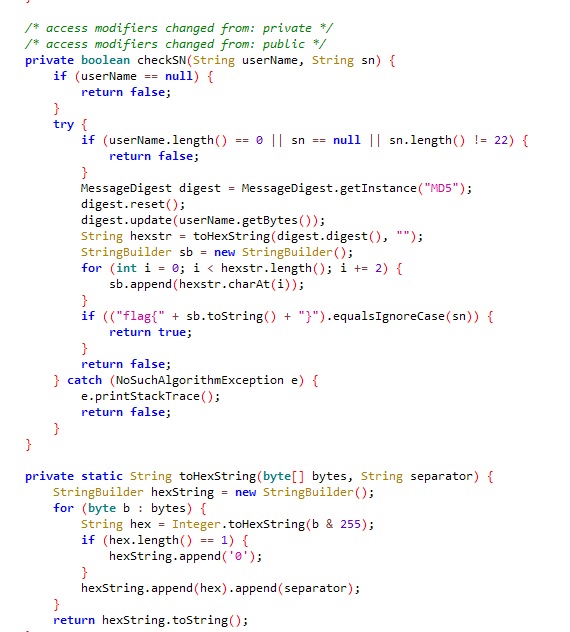 /* access modifiers changed from: private */
/* access modifiers changed from: public */
private boolean checkSN(String userName, String sn) {
    if (userName == null) {
        return false;
    }
    try {
        if (userName.length() == 0 || sn == null || sn.length() != 22) {
            return false;
        }
        MessageDigest digest = MessageDigest.getInstance("MD5");
        digest.reset();
        digest.update(userName.getBytes());
        String hexstr = toHexString(digest.digest(), "");
        StringBuilder sb = new StringBuilder();
        for (int i = 0; i < hexstr.length(); i += 2) {
            sb.append(hexstr.charAt(i));
        }
        if (("flag{" + sb.toString() + "}").equalsIgnoreCase(sn)) {
            return true;
        }
        return false;
    } catch (NoSuchAlgorithmException e) {
        e.printStackTrace();
        return false;
    }
}

private static String toHexString(byte[] bytes, String separator) {
    StringBuilder hexString = new StringBuilder();
    for (byte b : bytes) {
        String hex = Integer.toHexString(b & 255);
        if (hex.length() == 1) {
            hexString.append('0');
        }
        hexString.append(hex).append(separator);
    }
    return hexString.toString();